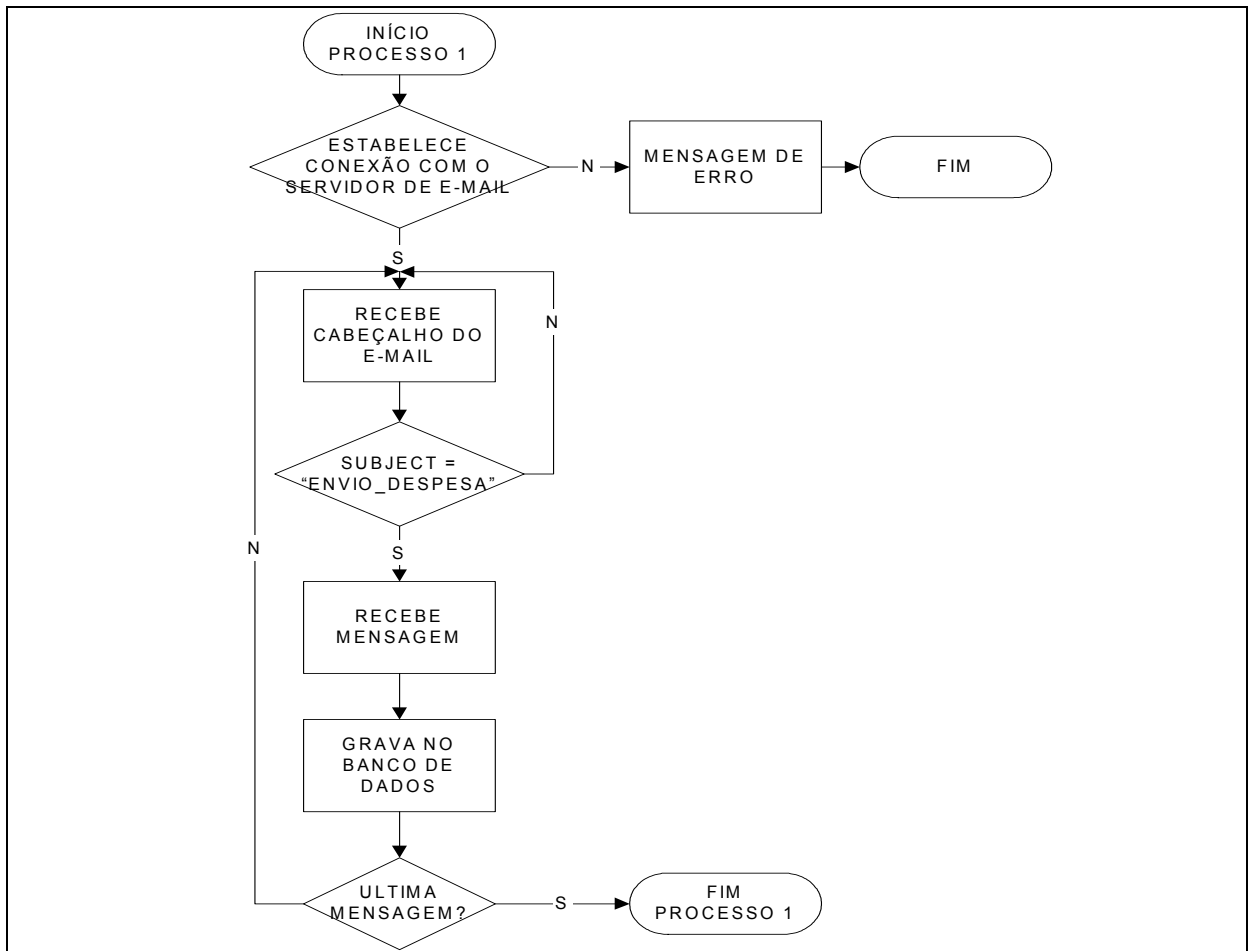 INÍCIO
PROCESSO 1
ESTABELECE
CONEXÃO COM O
SERVIDOR DE E-MAIL
N
MENSAGEM DE
ERRO
FIM
S
RECEBE
CABEÇALHO DO
E-MAIL
N
SUBJECT =
“ENVIO_DESPESA”
N
S
RECEBE
MENSAGEM
GRAVA NO
BANCO DE
DADOS
ULTIMA
MENSAGEM?
S
FIM
PROCESSO 1